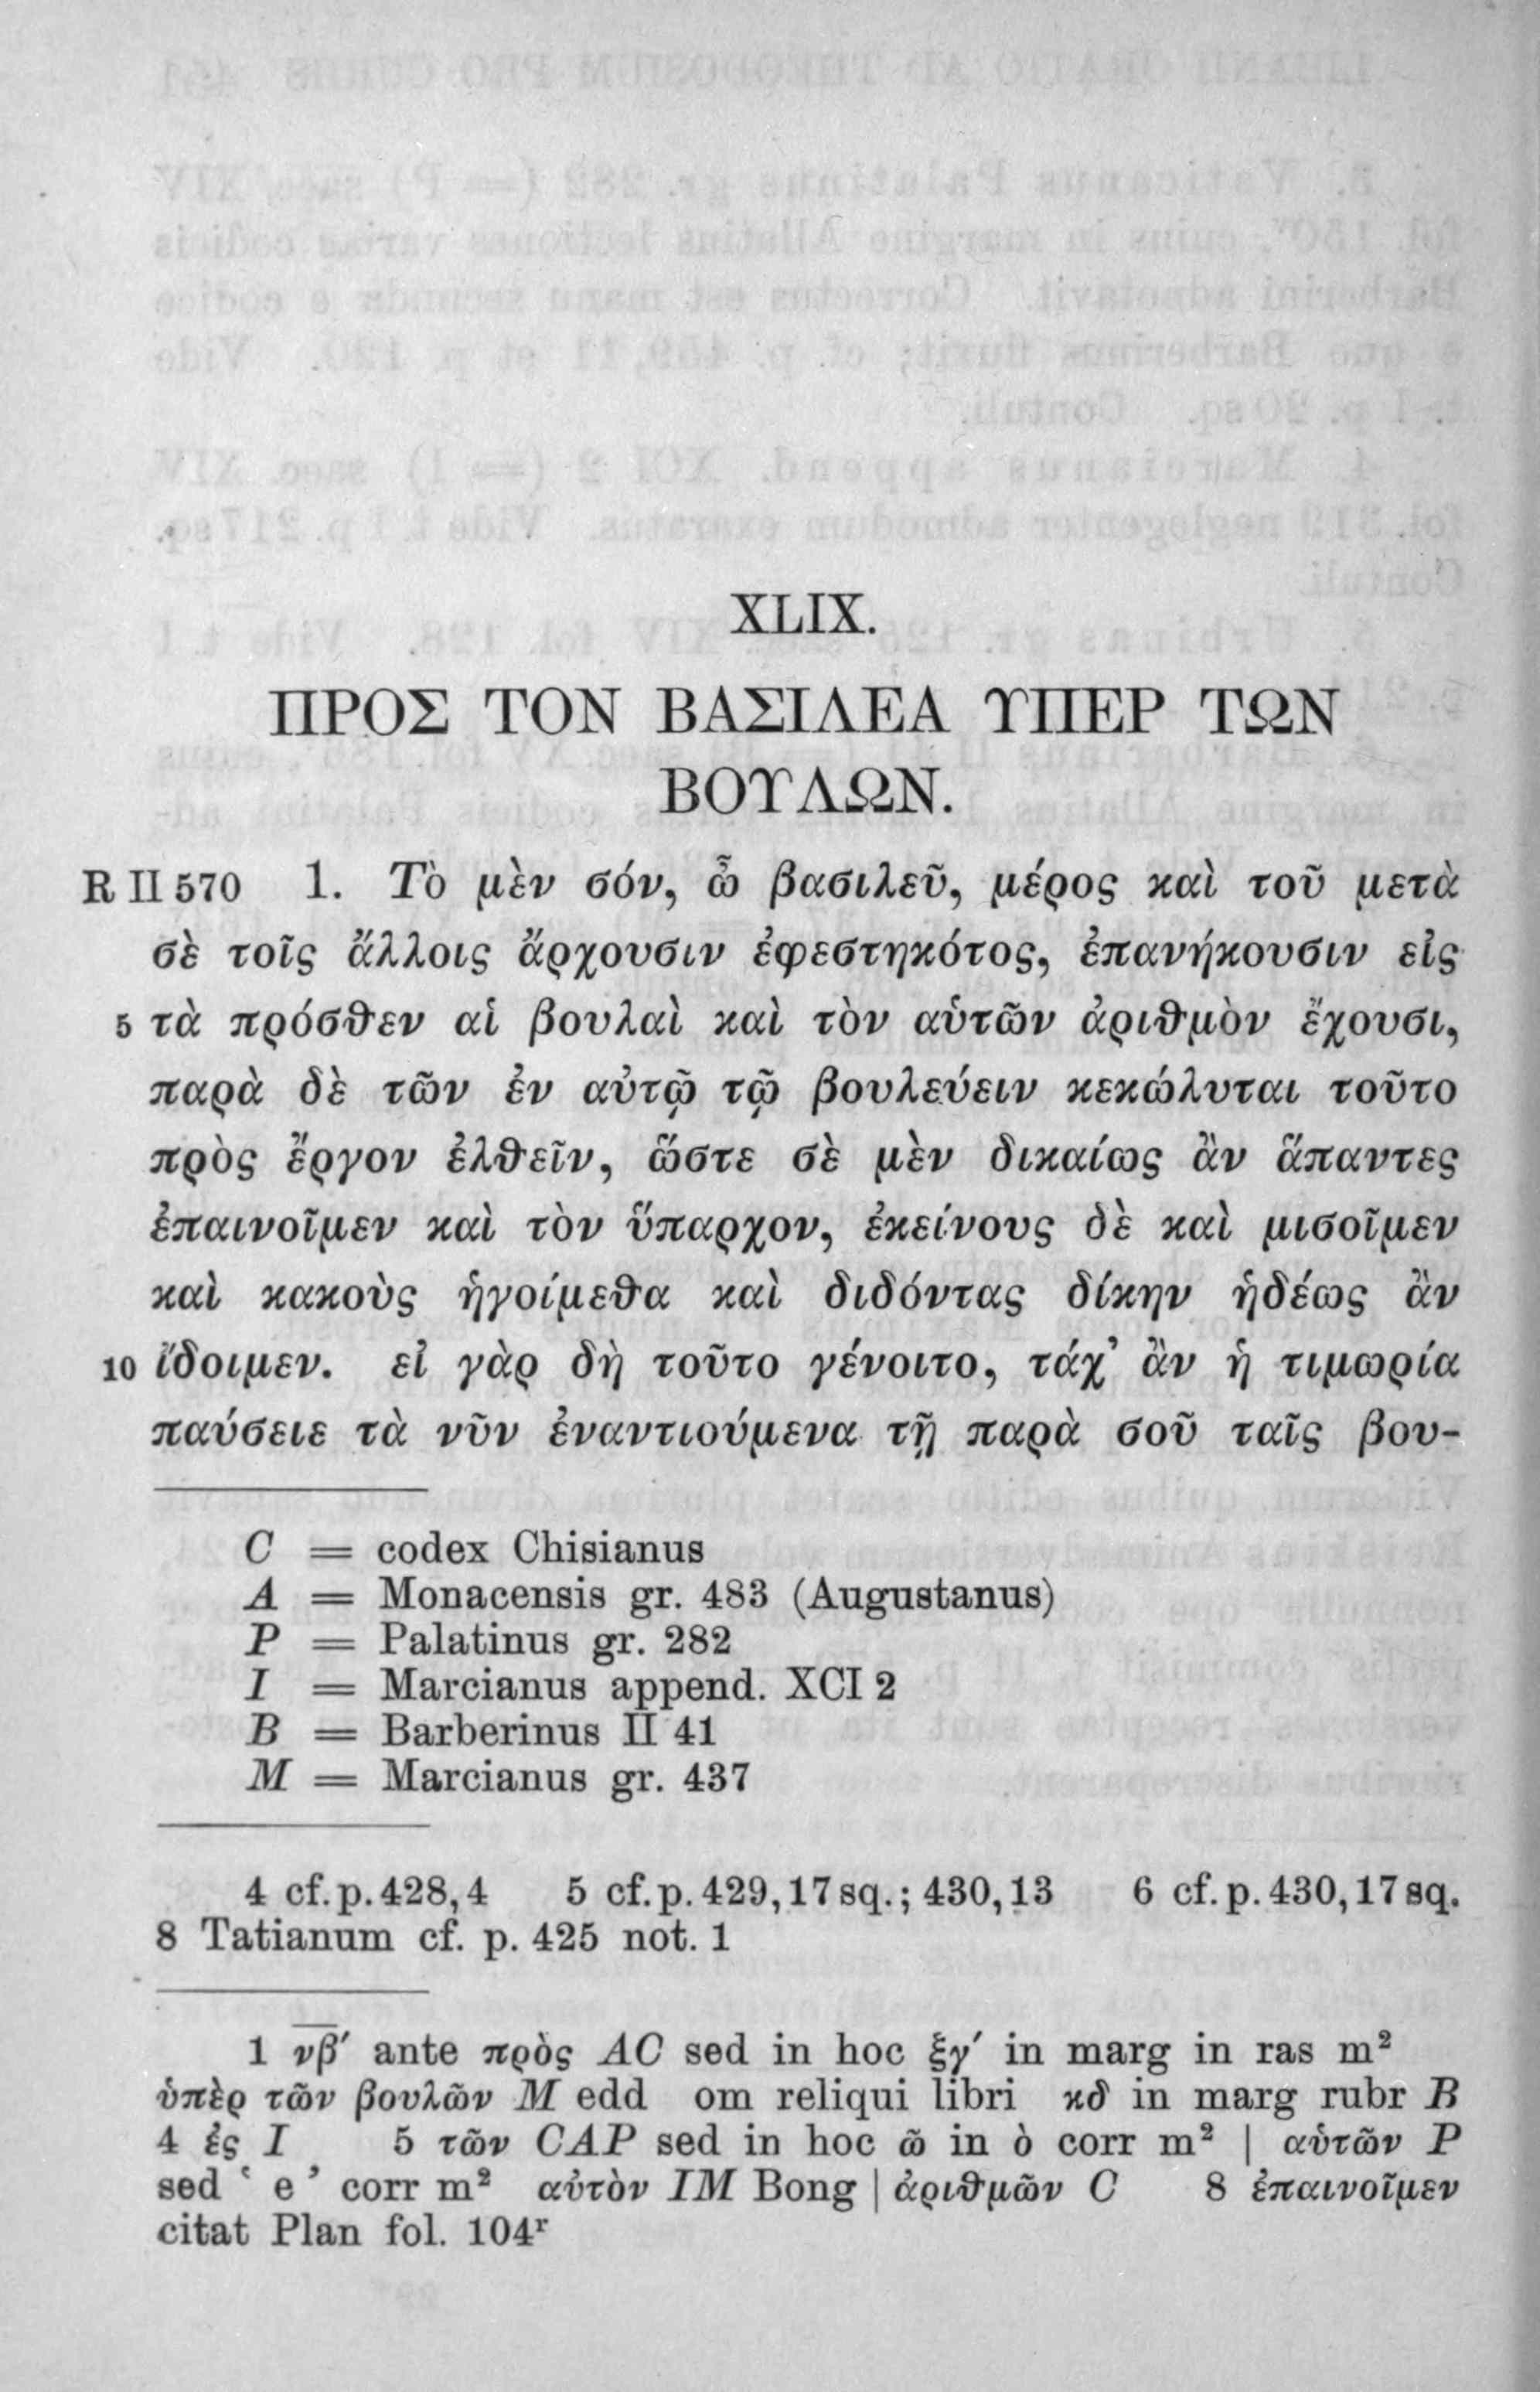 XLIX.
ΠΡΟΣ ΤΟΝ ΒΑΣΙΛΕΑ ΥΠΕΡ ΤΩΝ
ΒΟΥΛΩΝ.
R II 570 1. Τὸ μὲν σόν, ὦ βασιλεῦ, μέρος καὶ τοῦ μετὰ
σὲ τοῖς ἄλλοις ἄρχουσιν ἐφεστηκότος, ἐπανήκουσιν εἰς
5 τὰ πρόσθεν αἱ βουλαὶ καὶ τὸν αὑτῶν ἀριθμὸν ἔχουσι,
παρὰ δὲ τῶν ἐν αὐτῷ τῷ βουλεύειν κεκώλυται τοῦτο
πρὸς ἔργον ἐλθεῖν, ὥστε σὲ μὲν δικαίως ἂν ἅπαντες
ἐπαινοῖμεν καὶ τὸν ὕπαρχον, ἐκείνους δὲ καὶ μισοῖμεν
καὶ κακοὺς ἡγοίμεθα καὶ διδόντας δίκην ἡδέως ἂν
10 ἴδοιμεν. εἰ γὰρ δὴ τοῦτο γένοιτο, τάχ’ ἂν ἡ τιμωρία
παύσειε τὰ νῦν ἐναντιούμενα τῇ παρὰ σοῦ ταῖς βου-
C = codex Chisianus
A = Monacensis gr. 483 (Augustanus)
P = Palatinus gr. 282
I = Marcianus append. XCI 2
B = Barberinus II 41
M = Marcianus gr. 437
4 cf. p. 428, 4 5 cf. p. 429, 17 sq.; 430, 13 6 cf. p. 430, 17 sq.
8 Tatianum cf. p. 425 not. 1
1 ν̅β̅′ ante πρὸς AC sed in hoc ξγ′ in marg in ras m²
ὑπὲρ τῶν βουλῶν M edd om reliqui libri κδ in marg rubr B
4 ἐς I 5 τῶν CAP sed in hoc ῶ in ὸ corr m² | αὑτῶν P
sed ‛ e ’ corr m² αὐτὸν IM Bong | ἀριθμῶν C 8 ἐπαινοῖμεν
citat Plan fol. 104ʳ